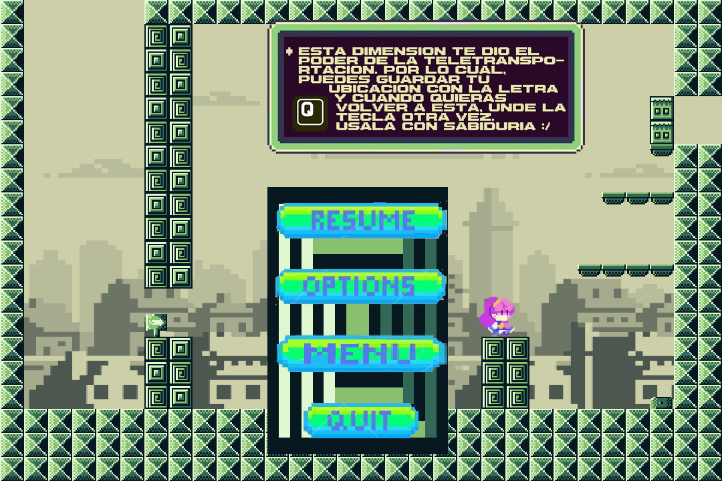 ESTA DIMENSION TE DIO EL
PODER DE LA TELETRANSPO-
RTACION. POR LO CUAL,
PUEDES GUARDAR TU
UBICACION CON LA LETRA
Q
Y CUANDO QUIERAS
VOLVER A ESTA, UNDE LA
TECLA OTRA VEZ.
USALA CON SABIDURIA :/
RESUME
OPTIONS
MENU
QUIT